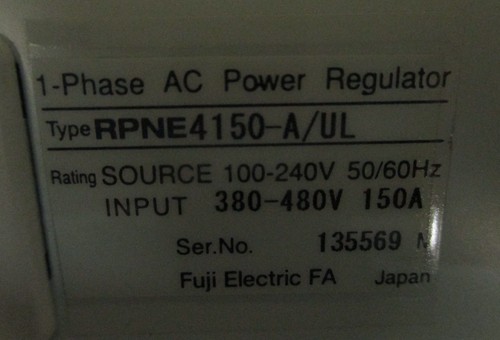 1-Phase AC Power Regulator
Type RPNE4150-A/UL
Rating SOURCE 100-240V 50/60Hz
INPUT 380-480V 150A
Ser.No. 135569 M
Fuji Electric FA Japan